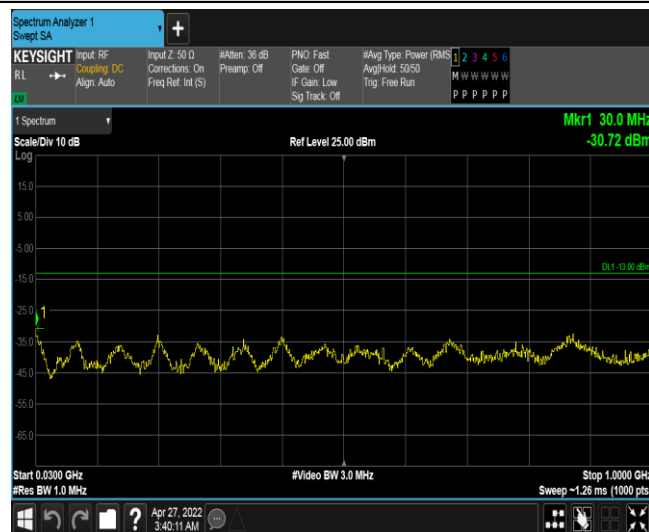 Spectrum Analyzer 1
Swept SA
KEYSIGHT Input: RF Input Z: 50 Ω #Atten: 36 dB PNO: Fast #Avg Type: Power (RMS 1 2 3 4 5 6
RL Coupling: DC Corrections: On Preamp: Off Gate: Off Avg|Hold: 50/50 M W W W W W
Align: Auto Freq Ref: Int (S) IF Gain: Low Trig: Free Run
Sig Track: Off P P P P P P
1 Spectrum Mkr1 30.0 MHz
Scale/Div 10 dB Ref Level 25.00 dBm -30.72 dBm
Log
15.0
5.00
-5.00
DL1 -13.00 dBm
-15.0
-25.0
1
-35.0
-45.0
-55.0
-65.0
Start 0.0300 GHz #Video BW 3.0 MHz Stop 1.0000 GHz
#Res BW 1.0 MHz Sweep ~1.26 ms (1000 pts
? Apr 27, 2022
3:40:11 AM